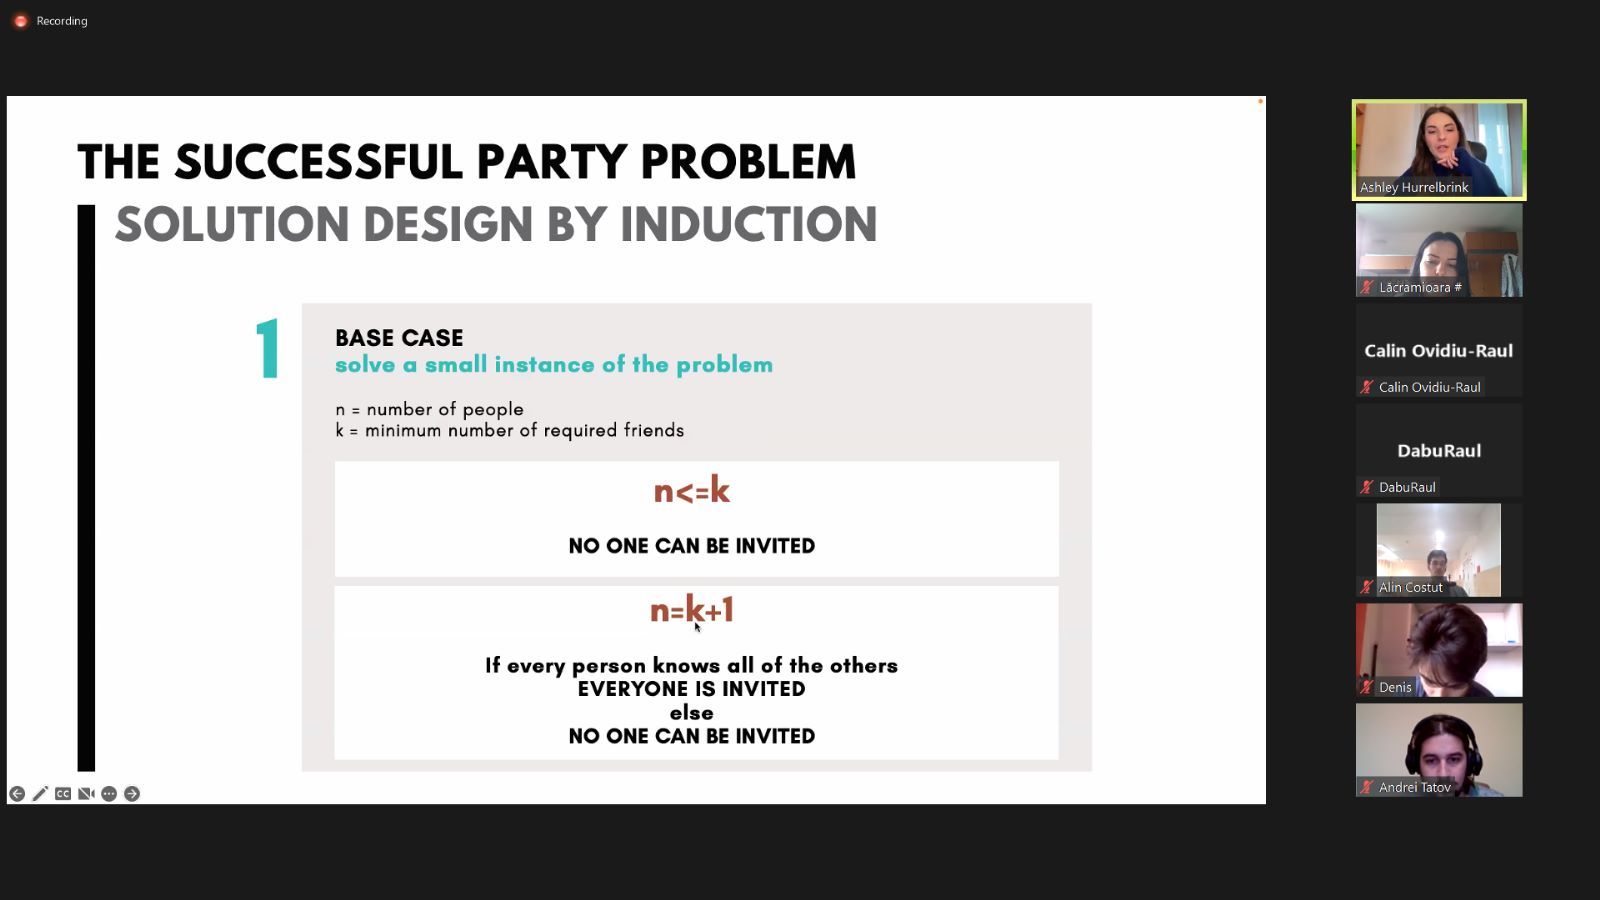 Recording
THE SUCCESSFUL PARTY PROBLEM
SOLUTION DESIGN BY INDUCTION
1
BASE CASE
solve a small instance of the problem
n = number of people
k = minimum number of required friends
n<=k
NO ONE CAN BE INVITED
n=k+1
If every person knows all of the others
EVERYONE IS INVITED
else
NO ONE CAN BE INVITED
CC
Ashley Hurrelbrink
Lăcramioara #
Calin Ovidiu-Raul
Calin Ovidiu-Raul
DabuRaul
DabuRaul
Alin Costut
Denis
Andrei Tatov